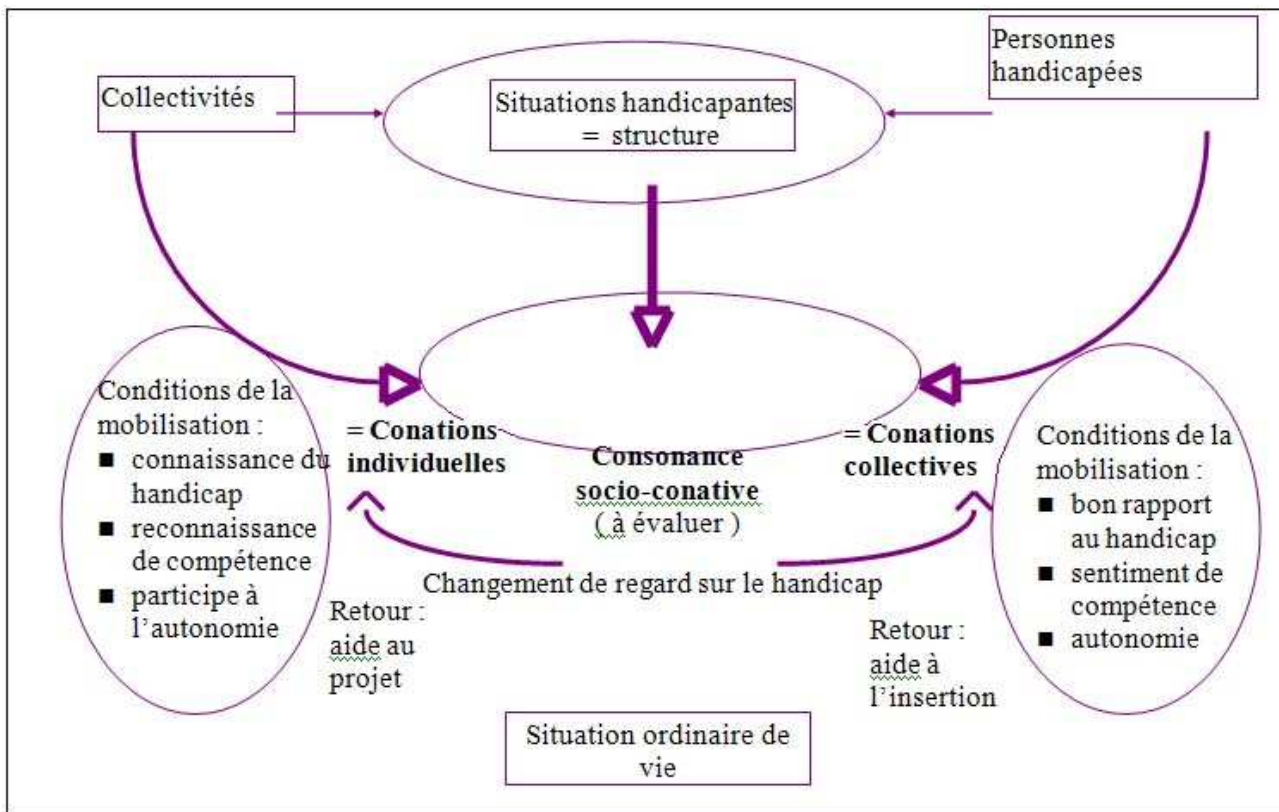 Collectivités
Situations handicapantes
= structure
Personnes
handicapées
Conditions de la
mobilisation :
■ connaissance du
handicap
■ reconnaissance
de compétence
■ participe à
l'autonomie
= Conations
individuelles
Consonance
socio-conative
( à évaluer )
= Conations
collectives
Conditions de la
mobilisation :
■ bon rapport
au handicap
■ sentiment de
compétence
■ autonomie
Changement de regard sur le handicap
Retour :
aide au
projet
Retour :
aide à
l'insertion
Situation ordinaire de
vie